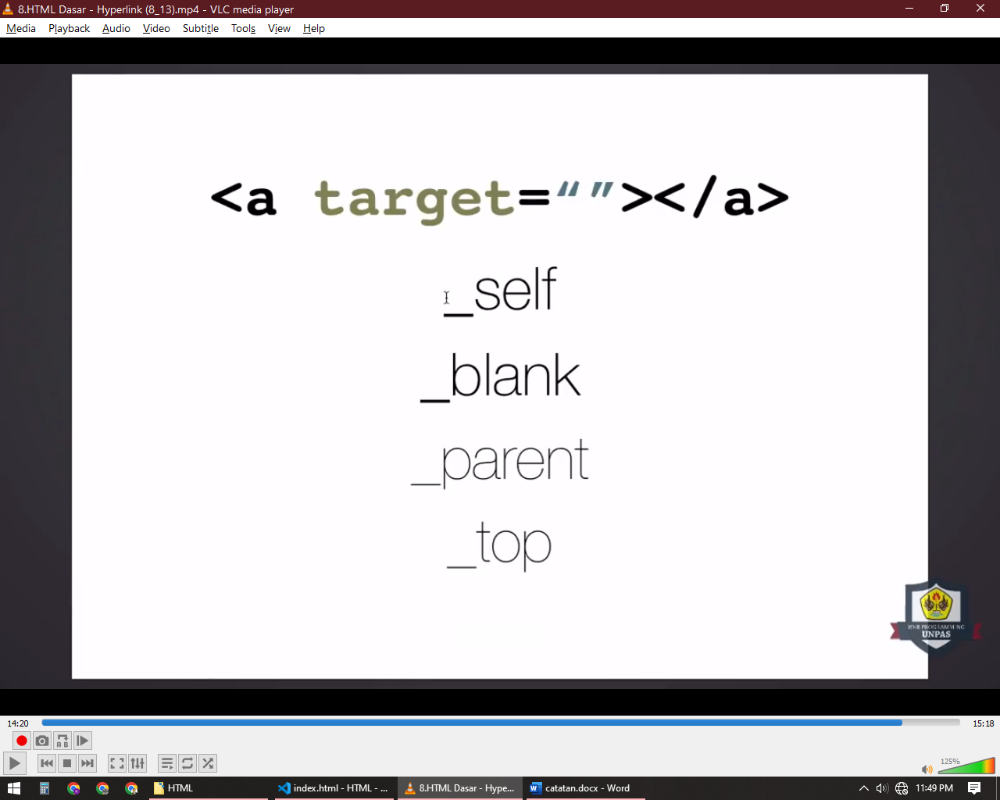 8.HTML Dasar - Hyperlink (8_13).mp4 - VLC media player
Media Playback Audio Video Subtitle Tools View Help
<a target=“”></a>
_self
_blank
_parent
_top
WEB PROGRAMMING
UNPAS
14:20 15:18
A B
125%
HTML index.html - HTML - ... 8.HTML Dasar - Hype... catatan.docx - Word 11:49 PM